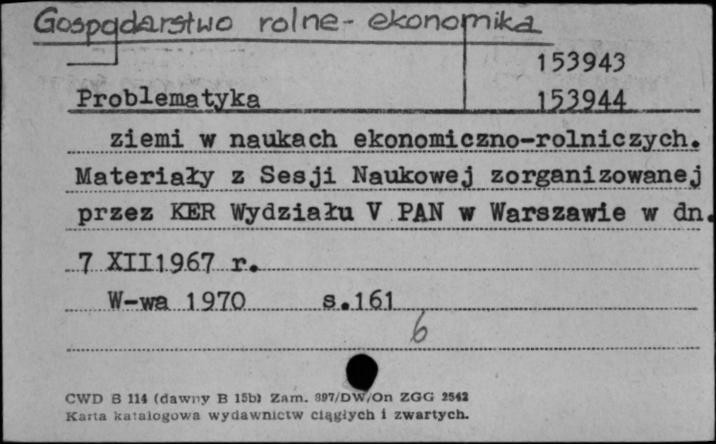 Gospodarstwo rolne - ekonomika
153943
Problematyka 153944
ziemi w naukach ekonomiczno-rolniczych.
Materiały z Sesji Naukowej zorganizowanej
przez KER Wydziału V PAN w Warszawie w dn.
7 XII1967 r.
W-wa 1970 s.161
6
CWD B 114 (dawny B 15b) Zam. 897/DW/On ZGG 2542
Karta katalogowa wydawnictw ciągłych i zwartych.